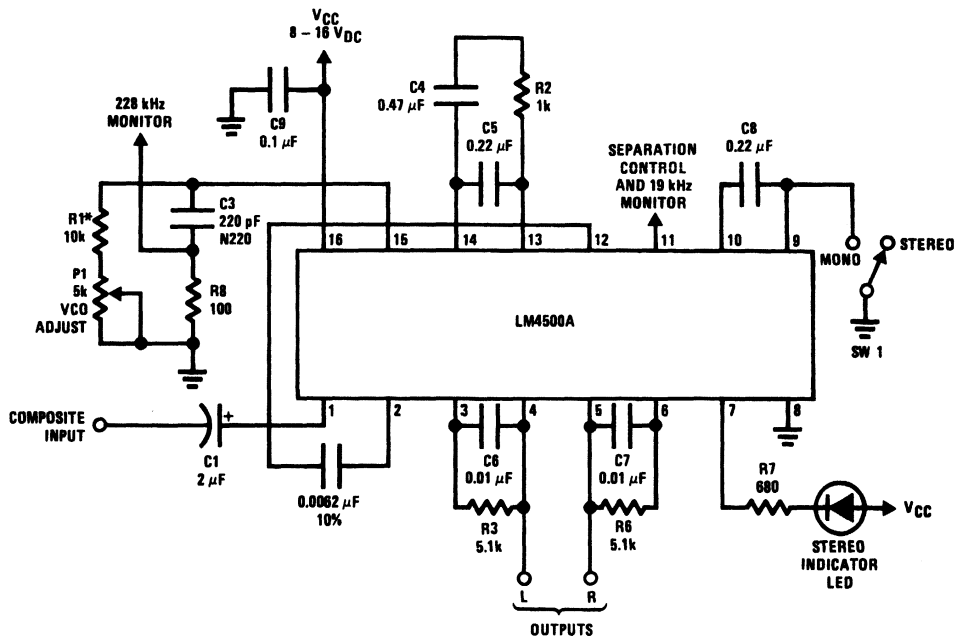 VCC
8 – 16 VDC
C9
0.1 µF
228 kHz
MONITOR
C4
0.47 µF
R2
1k
C5
0.22 µF
SEPARATION
CONTROL
AND 19 kHz
MONITOR
C8
0.22 µF
R1*
10k
C3
220 pF
N220
P1
5k
VCO
ADJUST
R8
100
16
15
14
13
12
11
10
9
MONO
STEREO
SW 1
LM4500A
1
2
3
4
5
6
7
8
COMPOSITE
INPUT
+
C1
2 µF
0.0062 µF
10%
C6
0.01 µF
R3
5.1k
C7
0.01 µF
R6
5.1k
R7
680
VCC
STEREO
INDICATOR
LED
L
R
OUTPUTS